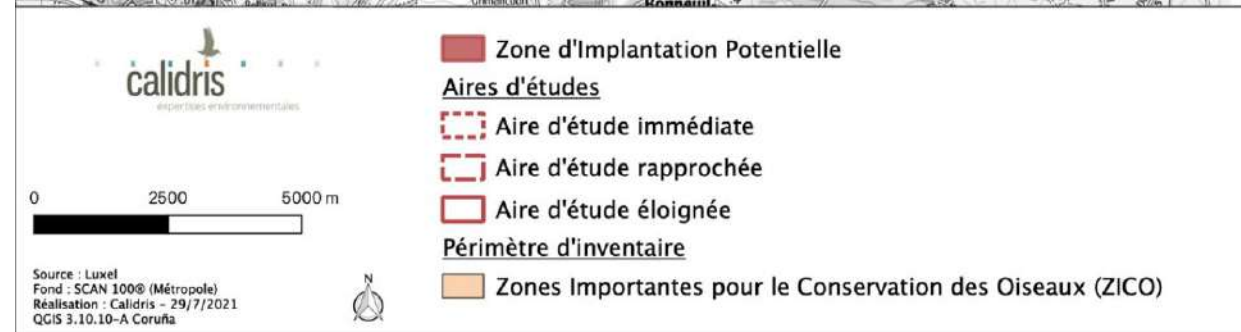 Bonneuil-
calidris
expertises environnementales
0 2500 5000 m
Source : Luxel
Fond : SCAN 100® (Métropole)
Réalisation : Calidris - 29/7/2021
QGIS 3.10.10-A Coruña
N
Zone d'Implantation Potentielle
Aires d'études
Aire d'étude immédiate
Aire d'étude rapprochée
Aire d'étude éloignée
Périmètre d'inventaire
Zones Importantes pour le Conservation des Oiseaux (ZICO)